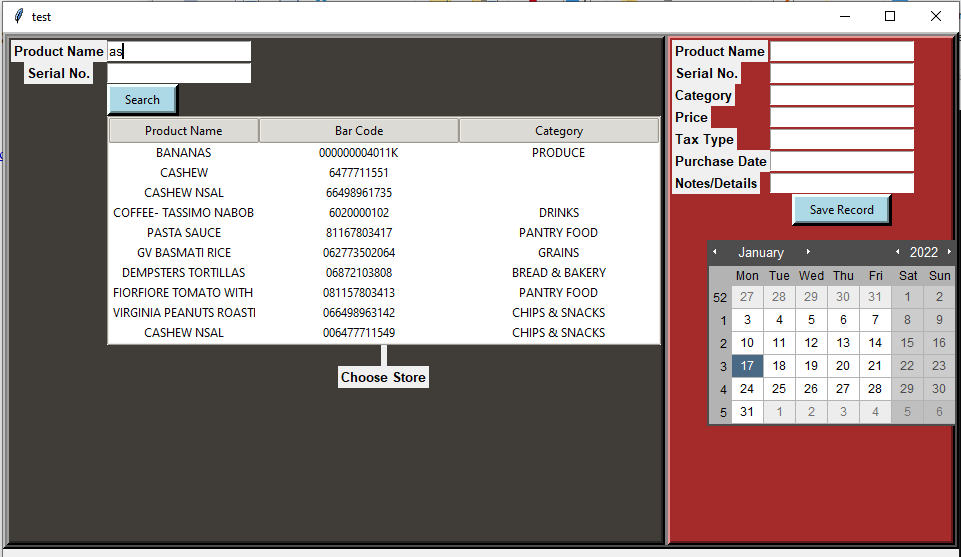 test
Product Name as
Serial No.
Search
Product Name Bar Code Category
BANANAS 000000004011K PRODUCE
CASHEW 6477711551
CASHEW NSAL 66498961735
COFFEE- TASSIMO NABOB 6020000102 DRINKS
PASTA SAUCE 81167803417 PANTRY FOOD
GV BASMATI RICE 062773502064 GRAINS
DEMPSTERS TORTILLAS 06872103808 BREAD & BAKERY
FIORFIORE TOMATO WITH 081157803413 PANTRY FOOD
VIRGINIA PEANUTS ROASTI 066498963142 CHIPS & SNACKS
CASHEW NSAL 006477711549 CHIPS & SNACKS
Choose Store
Product Name
Serial No.
Category
Price
Tax Type
Purchase Date
Notes/Details
Save Record
January 2022
Mon Tue Wed Thu Fri Sat Sun
52 27 28 29 30 31 1 2
1 3 4 5 6 7 8 9
2 10 11 12 13 14 15 16
3 17 18 19 20 21 22 23
4 24 25 26 27 28 29 30
5 31 1 2 3 4 5 6